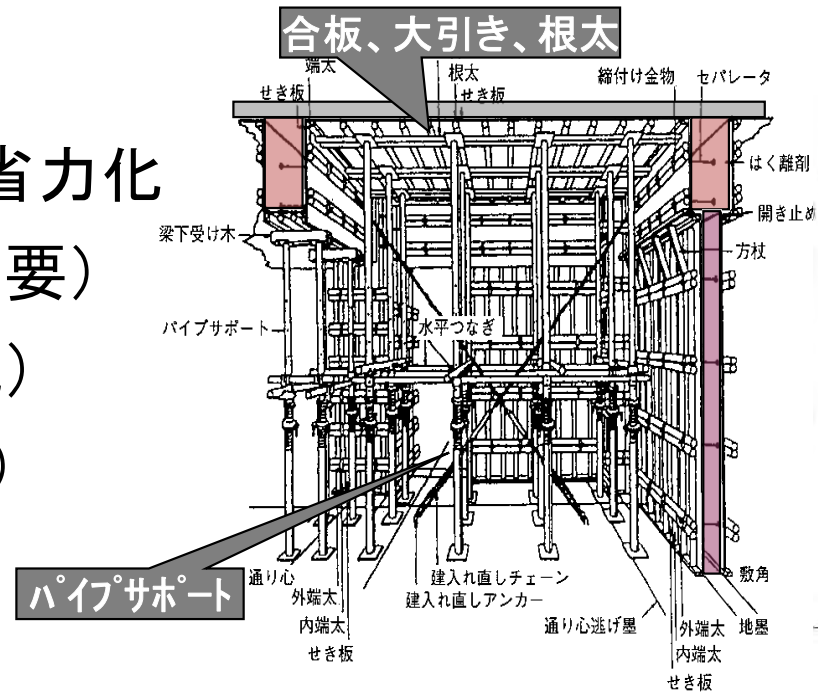 合板、大引き、根太
端太
根太
締付け金物
セパレータ
せき板
せき板
省力化
はく離剤
開き止め
梁下受け木
方杖
要）
パイプサポート
水平つなぎ
）
）
パイプサポート
通り心
建入れ直しチェーン
敷角
外端太
建入れ直しアンカー
内端太
通り心逃げ墨
外端太
地墨
せき板
内端太
せき板